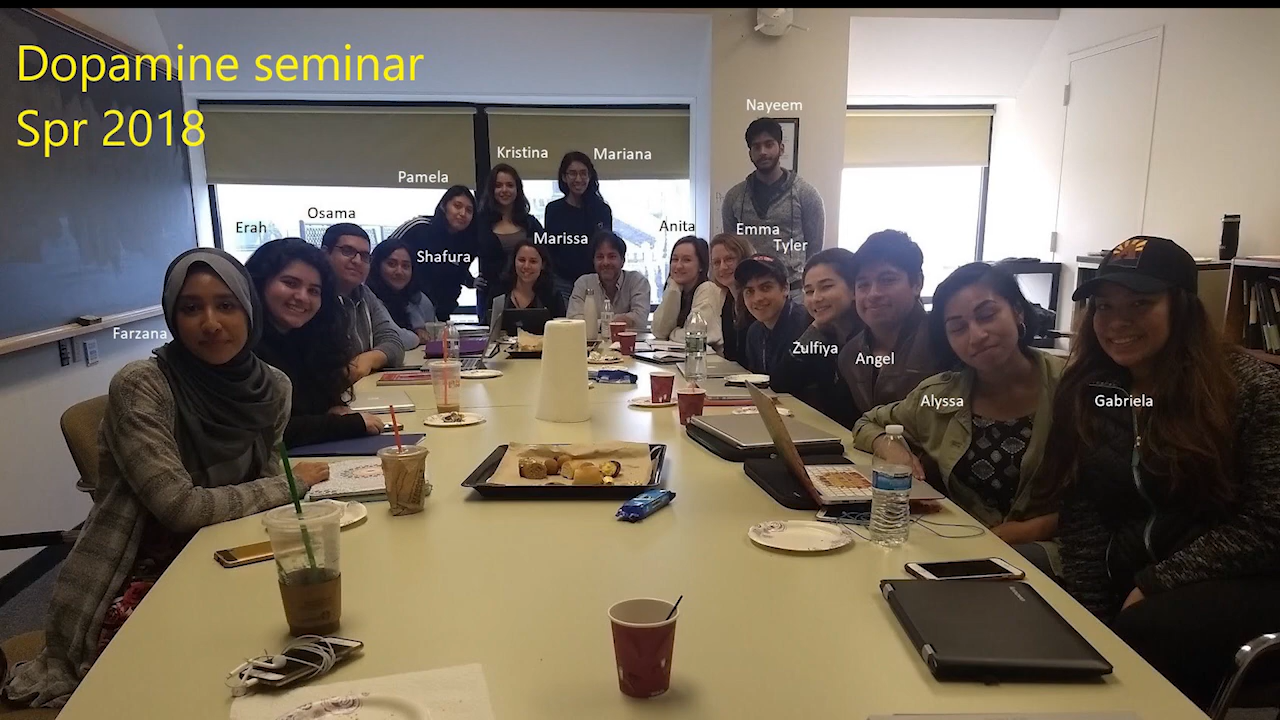 Dopamine seminar
Spr 2018
Nayeem
Kristina
Mariana
Pamela
Osama
Erah
Anita
Emma
Marissa
Tyler
Shafura
Farzana
Zulfiya
Angel
Alyssa
Gabriela